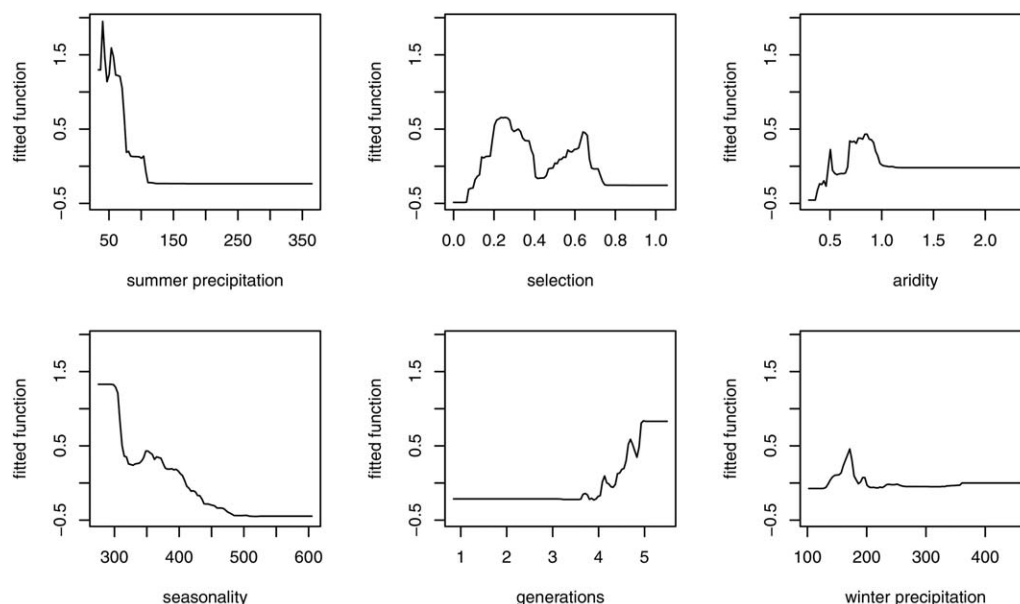 fitted function
1.5
0.5
−0.5
50 150 250 350
summer precipitation
fitted function
1.5
0.5
−0.5
0.0 0.2 0.4 0.6 0.8 1.0
selection
fitted function
1.5
0.5
−0.5
0.5 1.0 1.5 2.0
aridity
fitted function
1.5
0.5
−0.5
300 400 500 600
seasonality
fitted function
1.5
0.5
−0.5
1 2 3 4 5
generations
fitted function
1.5
0.5
−0.5
100 200 300 400
winter precipitation